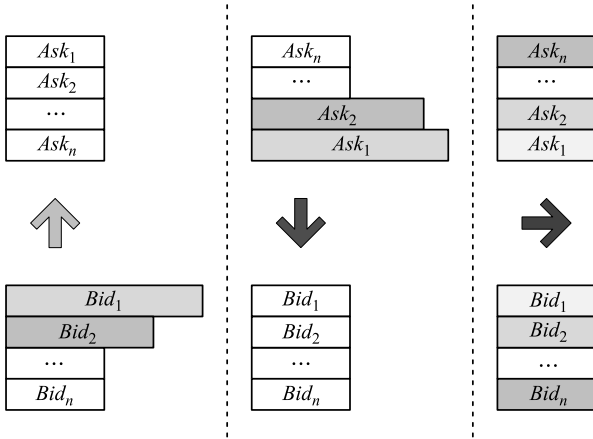 Ask₁
Ask₂
...
Askₙ
Bid₁
Bid₂
...
Bidₙ
Askₙ
...
Ask₂
Ask₁
Bid₁
Bid₂
...
Bidₙ
Askₙ
...
Ask₂
Ask₁
Bid₁
Bid₂
...
Bidₙ